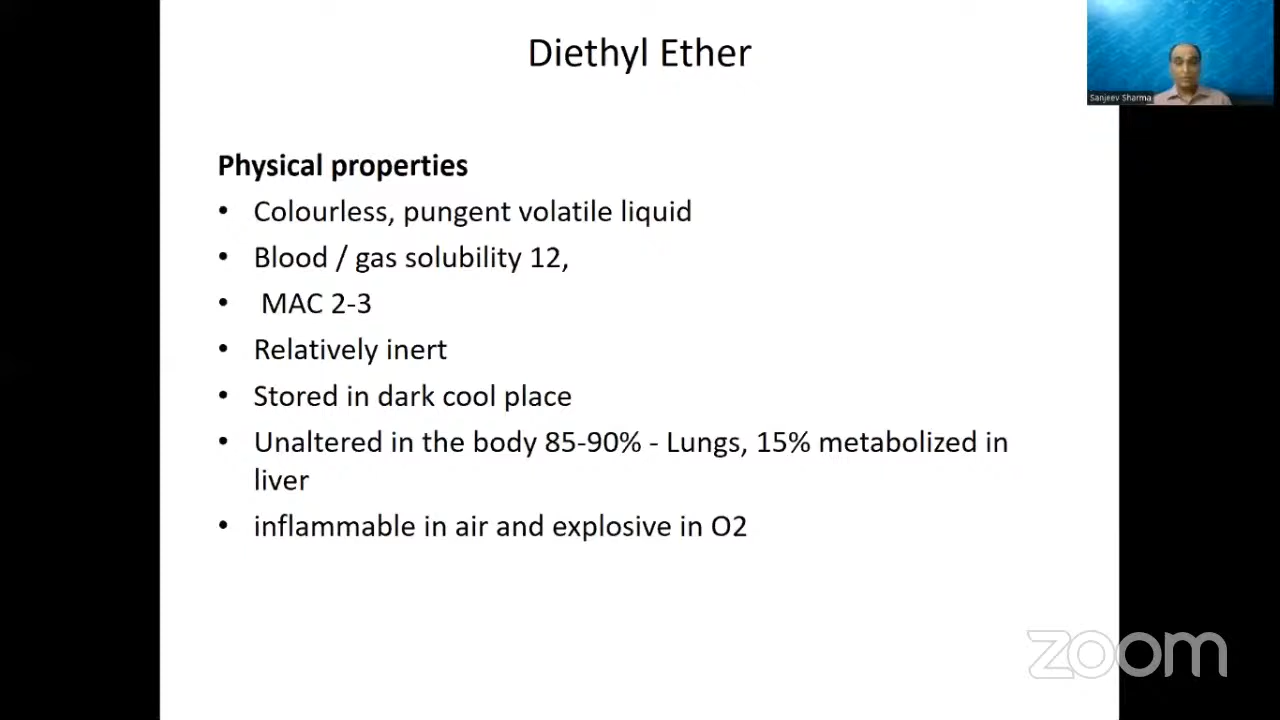 Diethyl Ether
Sanjeev Sharma
Physical properties
• Colourless, pungent volatile liquid
• Blood / gas solubility 12,
• MAC 2-3
• Relatively inert
• Stored in dark cool place
• Unaltered in the body 85-90% - Lungs, 15% metabolized in
liver
• inflammable in air and explosive in O2
zoom